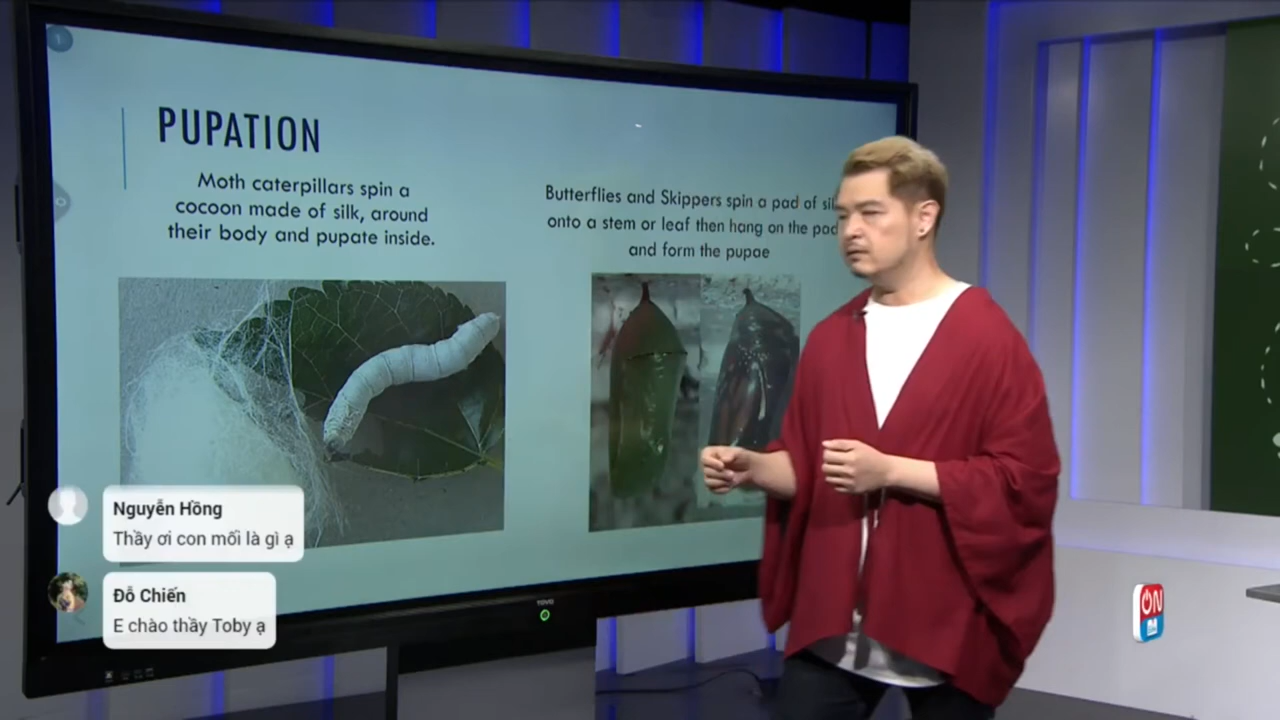 PUPATION
Moth caterpillars spin a
cocoon made of silk, around
their body and pupate inside.
Butterflies and Skippers spin a pad of
onto a stem or leaf then hang on the pad
and form the pupae
Nguyễn Hồng
Thầy ơi con mối là gì ạ
Đỗ Chiến
E chào thầy Toby ạ
TOVO
ON